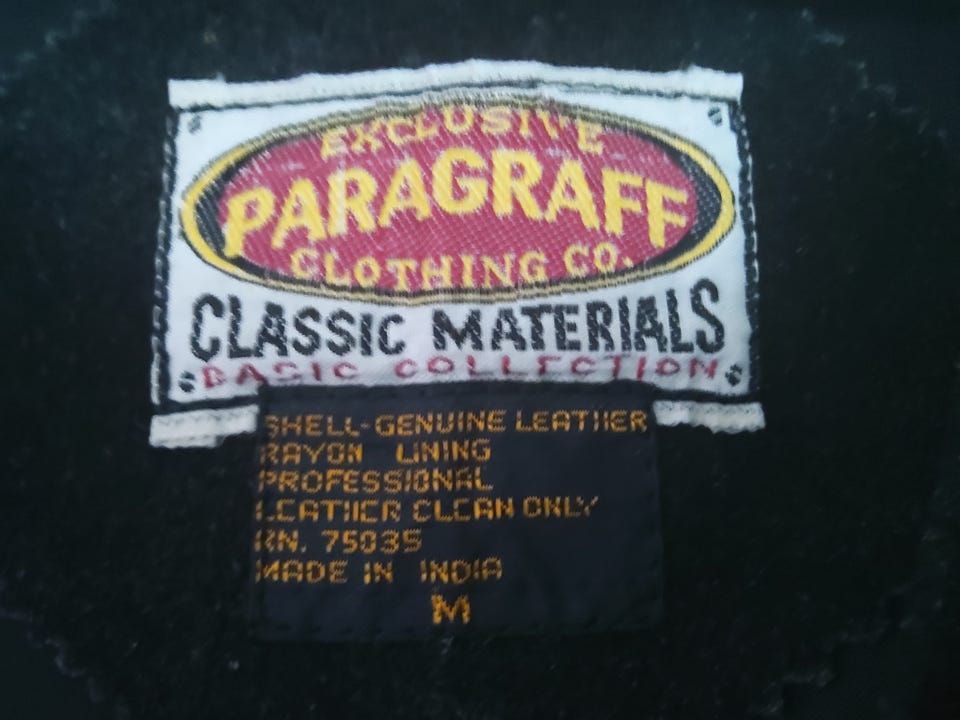 EXCLUSIVE
PARAGRAFF
CLOTHING CO.
CLASSIC MATERIALS
BASIC COLLECTION
SHELL-GENUINE LEATHER
RAYON LINING
PROFESSIONAL
LEATHER CLEAN ONLY
RN. 75035
MADE IN INDIA
M